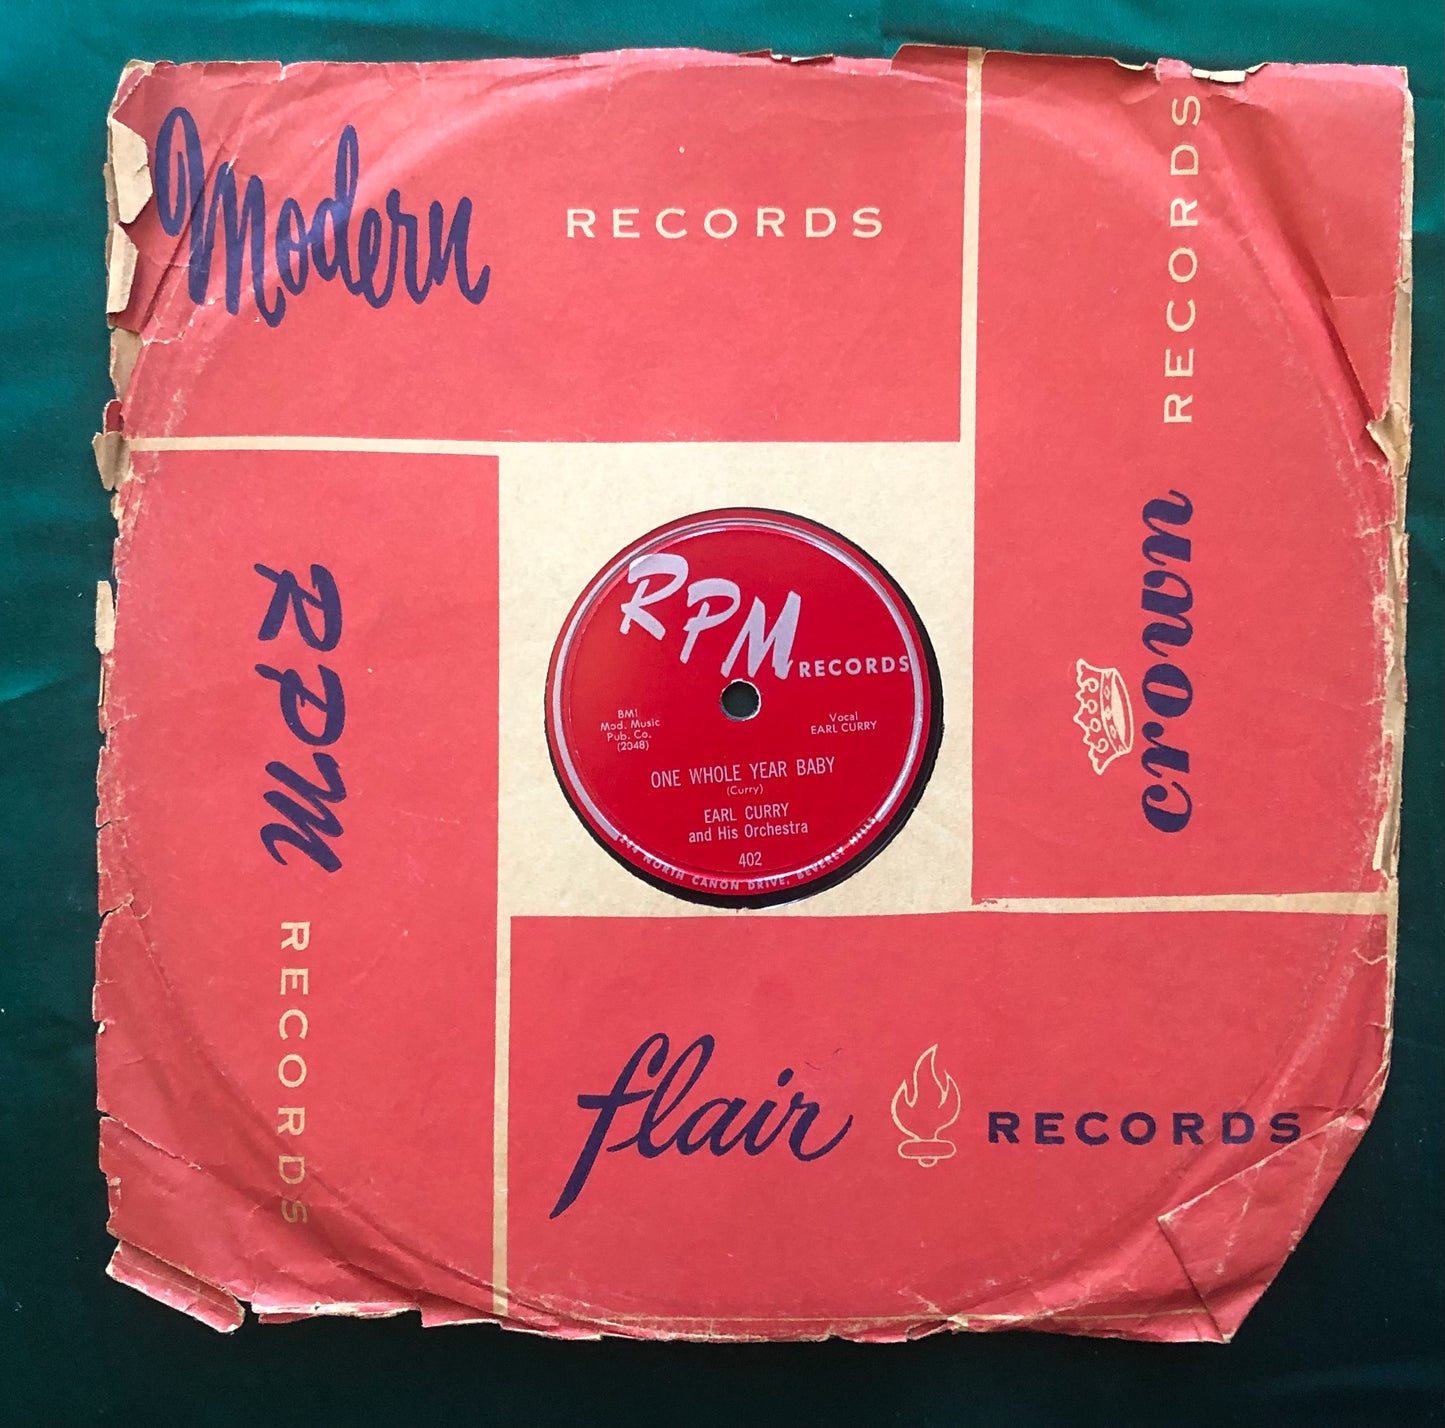 Modern RECORDS
crown RECORDS
RPM RECORDS
RPM RECORDS
BMI
Mod. Music
Pub. Co.
(2048)
Vocal
EARL CURRY
ONE WHOLE YEAR BABY
(Curry)
EARL CURRY
and His Orchestra
402
244 NORTH CANON DRIVE, BEVERLY HILLS
flair RECORDS